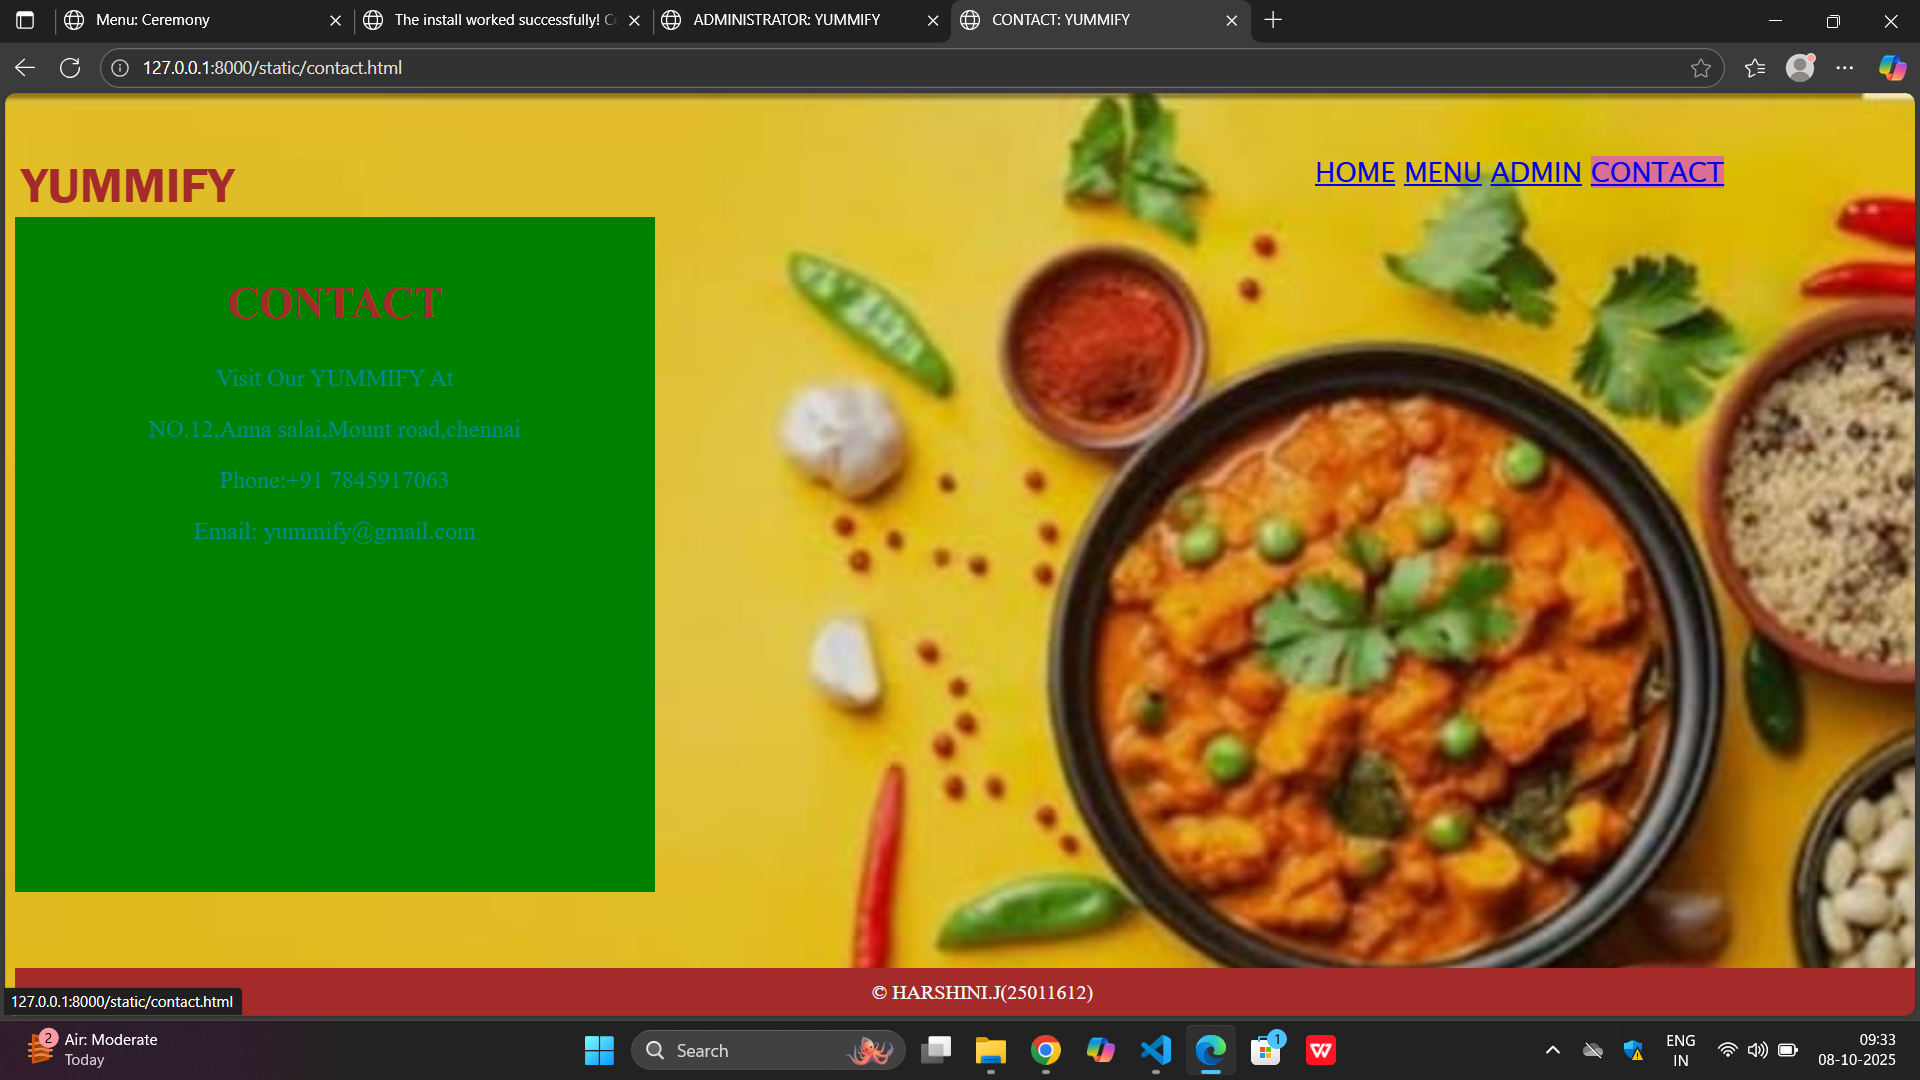 Menu: Ceremony
The install worked successfully! Co
ADMINISTRATOR: YUMMIFY
CONTACT: YUMMIFY
127.0.0.1:8000/static/contact.html
YUMMIFY
HOME MENU ADMIN CONTACT
CONTACT
Visit Our YUMMIFY At
NO.12,Anna salai,Mount road,chennai
Phone:+91 7845917063
Email: yummify@gmail.com
© HARSHINI.J(25011612)
127.0.0.1:8000/static/contact.html
2
Air: Moderate
Today
Search
1
W
ENG
IN
09:33
08-10-2025